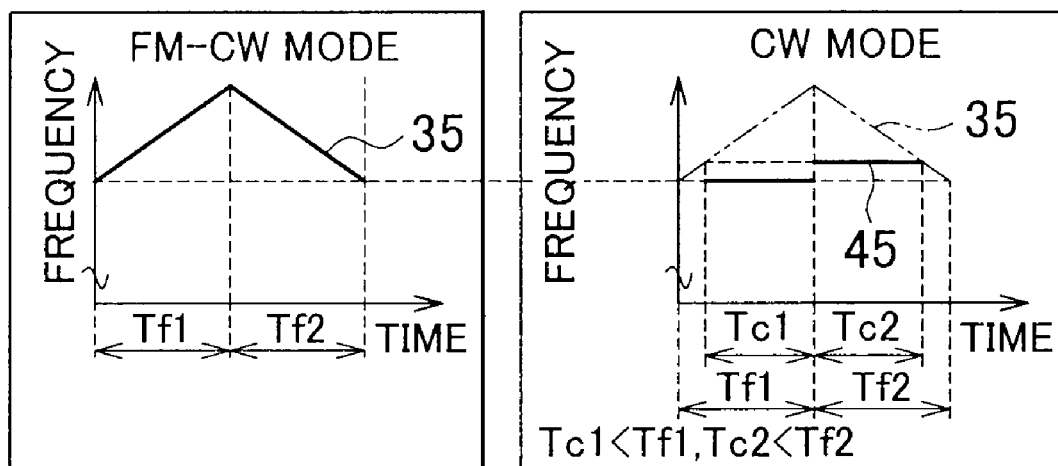 FM-CW MODE
FREQUENCY
35
Tf1
Tf2
TIME
CW MODE
FREQUENCY
35
45
Tc1
Tc2
TIME
Tf1
Tf2
Tc1<Tf1,Tc2<Tf2